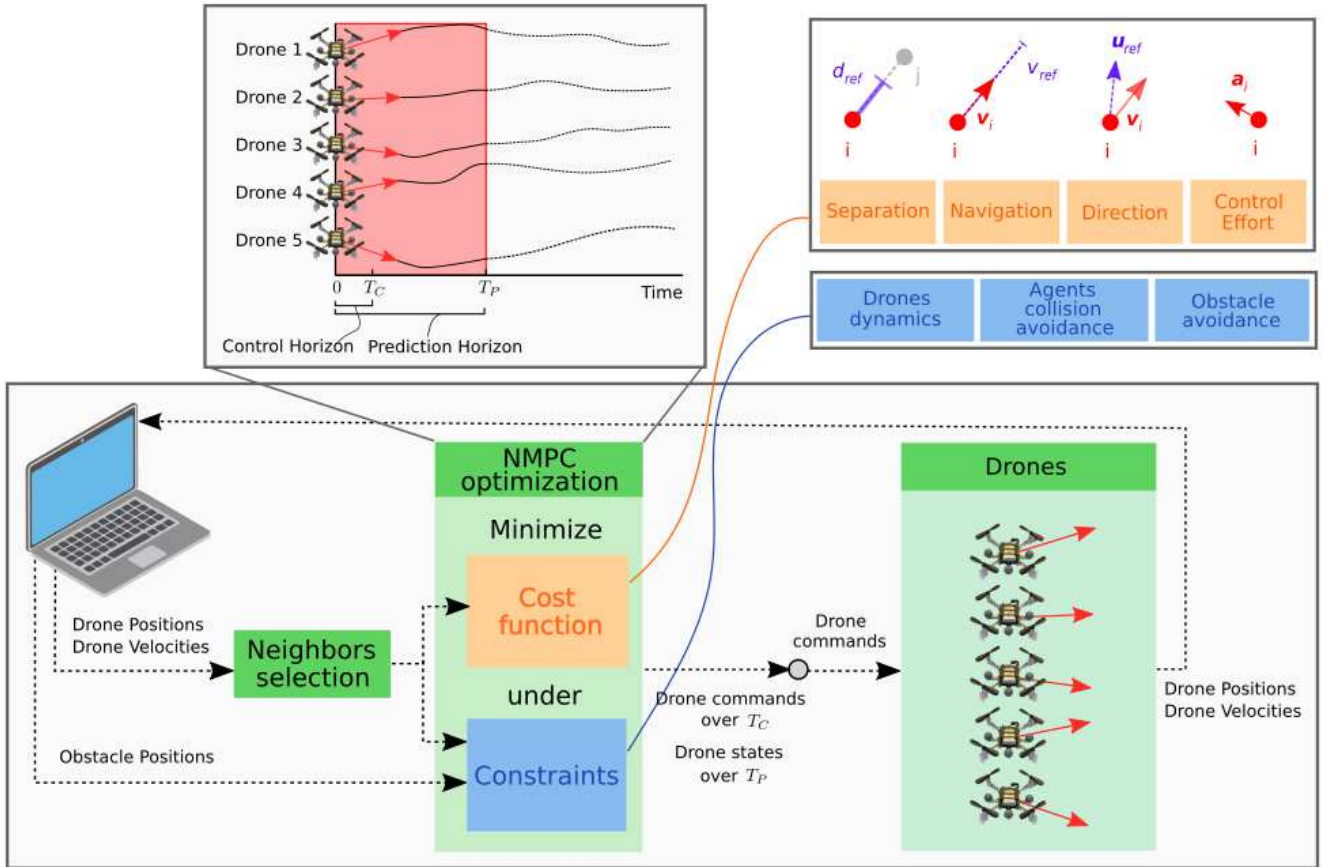 Drone 1
Drone 2
Drone 3
Drone 4
Drone 5
0
T_C
T_P
Time
Control Horizon
Prediction Horizon
d_ref
j
i
v_ref
v_i
i
u_ref
v_i
i
a_i
i
Separation
Navigation
Direction
Control
Effort
Drones
dynamics
Agents
collision
avoidance
Obstacle
avoidance
NMPC
optimization
Minimize
Cost
function
under
Constraints
Drone Positions
Drone Velocities
Neighbors
selection
Obstacle Positions
Drone commands
over T_C
Drone states
over T_P
Drone
commands
Drones
Drone Positions
Drone Velocities